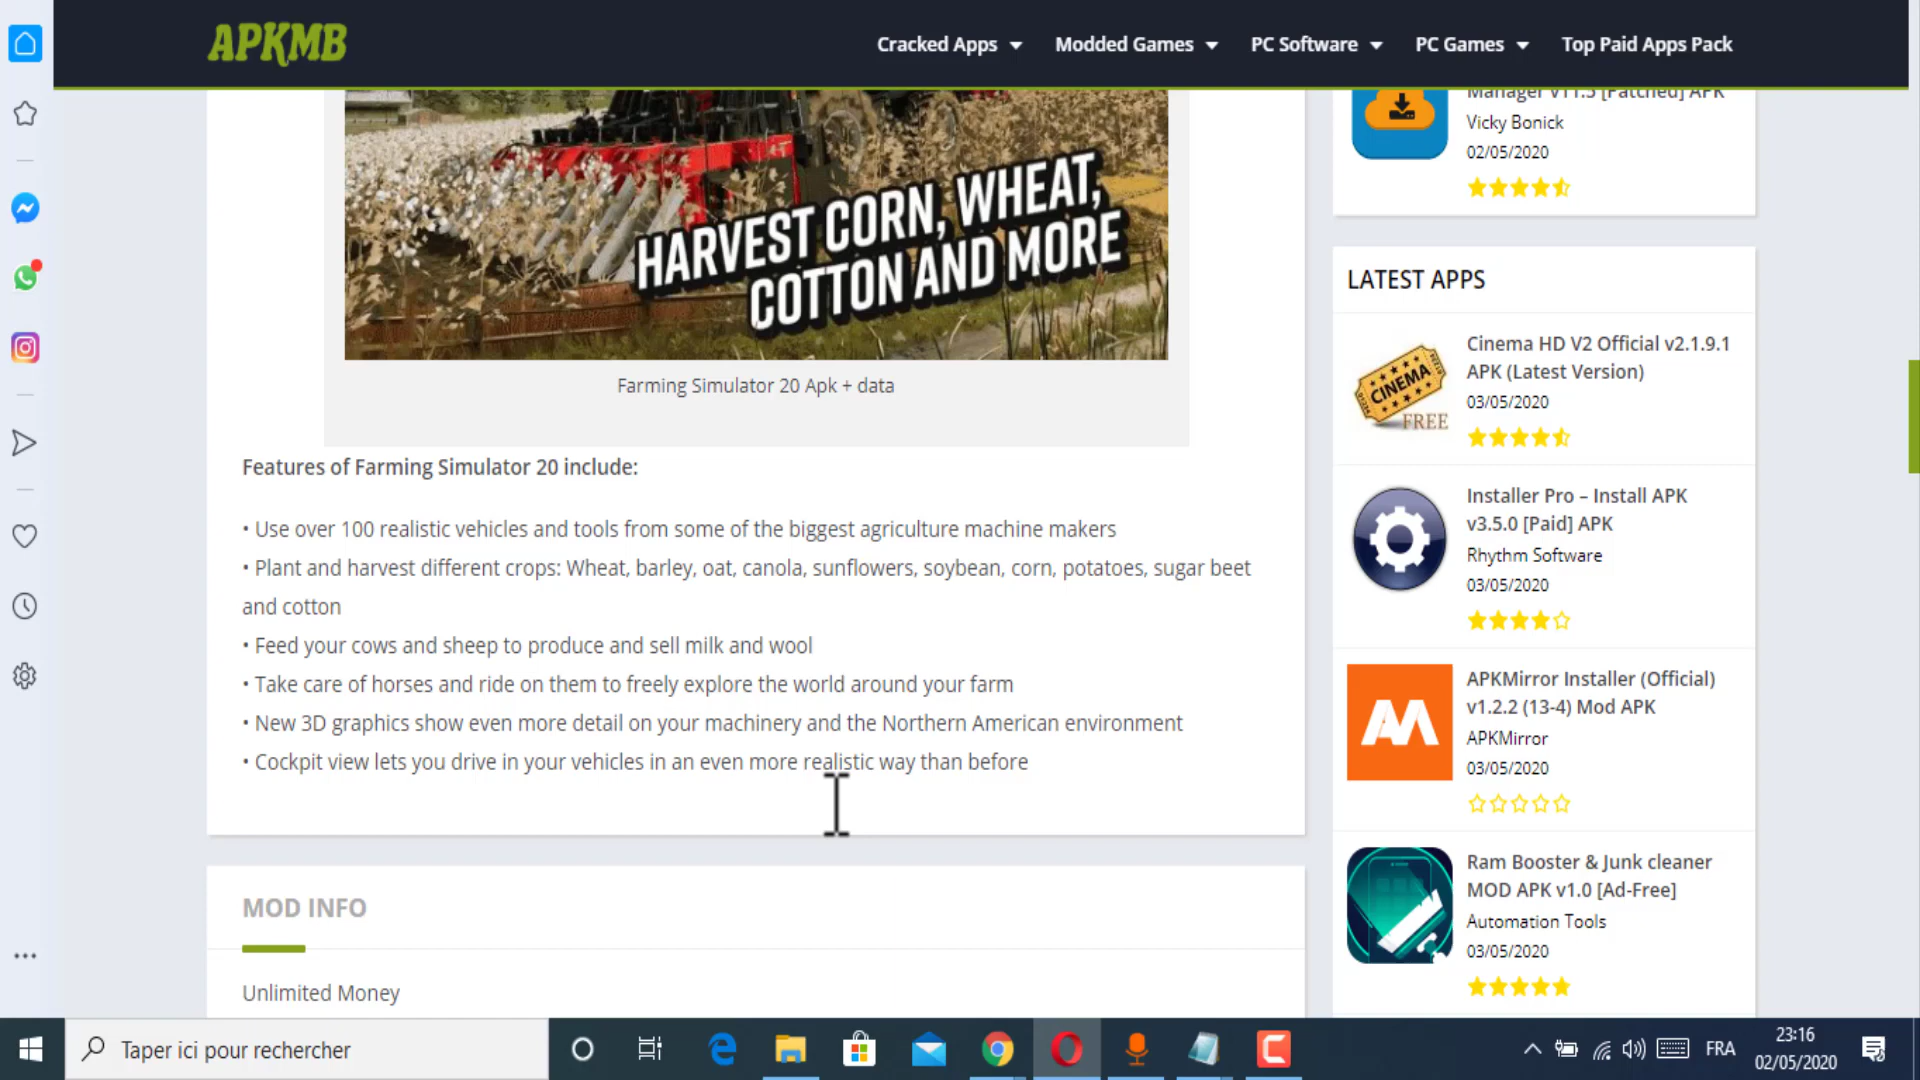 APKMB
Cracked Apps
Modded Games
PC Software
PC Games
Top Paid Apps Pack
HARVEST CORN, WHEAT,
COTTON AND MORE
Farming Simulator 20 Apk + data
Features of Farming Simulator 20 include:
• Use over 100 realistic vehicles and tools from some of the biggest agriculture machine makers
• Plant and harvest different crops: Wheat, barley, oat, canola, sunflowers, soybean, corn, potatoes, sugar beet
and cotton
• Feed your cows and sheep to produce and sell milk and wool
• Take care of horses and ride on them to freely explore the world around your farm
• New 3D graphics show even more detail on your machinery and the Northern American environment
• Cockpit view lets you drive in your vehicles in an even more realistic way than before
MOD INFO
Unlimited Money
Manager v11.5 [Patched] APK
Vicky Bonick
02/05/2020
LATEST APPS
CINEMA
FREE
Cinema HD V2 Official v2.1.9.1
APK (Latest Version)
03/05/2020
Installer Pro – Install APK
v3.5.0 [Paid] APK
Rhythm Software
03/05/2020
APKMirror Installer (Official)
v1.2.2 (13-4) Mod APK
APKMirror
03/05/2020
Ram Booster & Junk cleaner
MOD APK v1.0 [Ad-Free]
Automation Tools
03/05/2020
Taper ici pour rechercher
FRA
23:16
02/05/2020